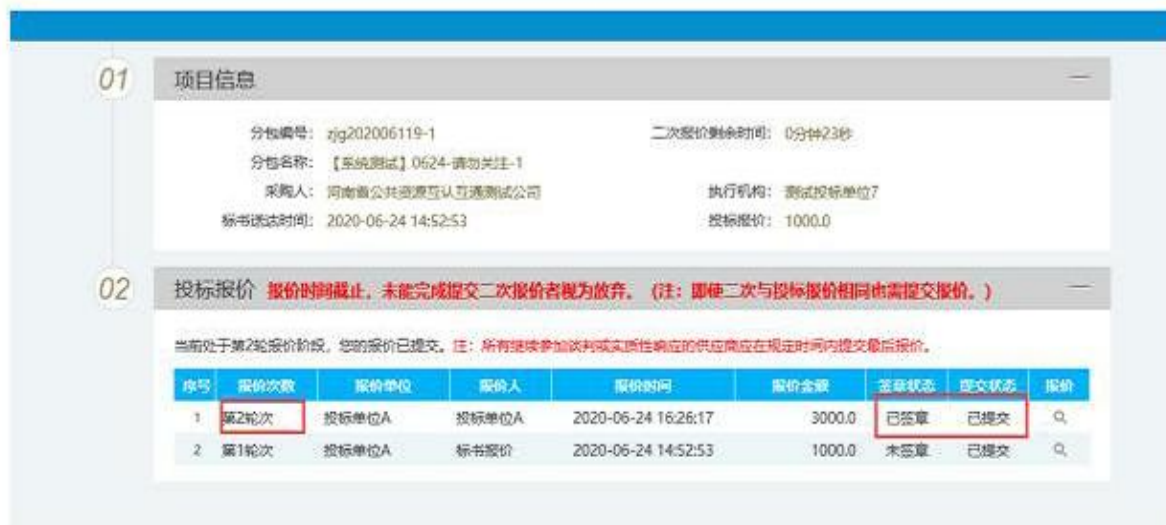 01 项目信息
分包编号： zjg202006119-1 二次报价剩余时间： 0分钟23秒
分包名称： 【系统测试】0624-请勿关注-1
采购人： 河南省公共资源互认互通测试公司 执行机构： 测试投标单位7
标书送达时间： 2020-06-24 14:52:53 投标报价： 1000.0
02 投标报价 报价时间截止，未能完成提交二次报价者视为放弃。（注：即使二次与投标报价相同也需提交报价。）
当前处于第2轮报价阶段，您的报价已提交。注：所有继续参加谈判或实质性响应的供应商应在规定时间内提交最后报价。
序号 报价次数 报价单位 报价人 报价时间 报价金额 签章状态 提交状态 报价
1 第2轮次 投标单位A 投标单位A 2020-06-24 16:26:17 3000.0 已签章 已提交
2 第1轮次 投标单位A 标书报价 2020-06-24 14:52:53 1000.0 未签章 已提交